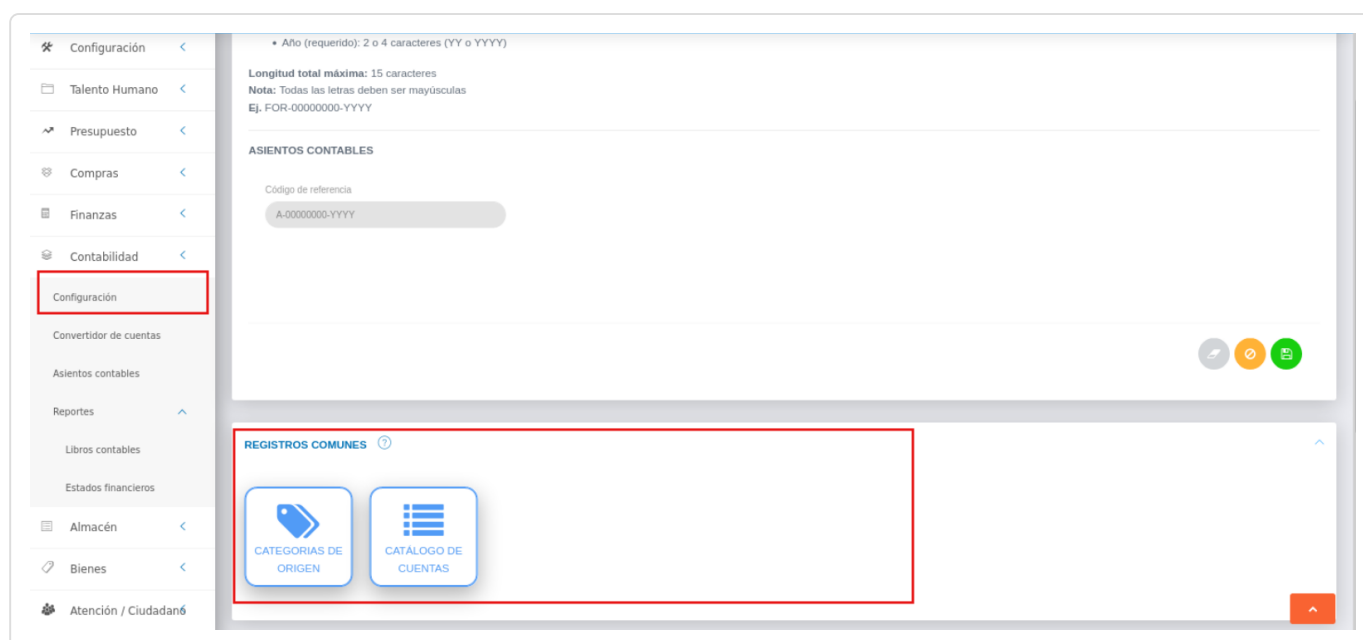 Configuración
Talento Humano
Presupuesto
Compras
Finanzas
Contabilidad
Configuración
Convertidor de cuentas
Asientos contables
Reportes
Libros contables
Estados financieros
Almacén
Bienes
Atención / Ciudadano
• Año (requerido): 2 o 4 caracteres (YY o YYYY)
Longitud total máxima: 15 caracteres
Nota: Todas las letras deben ser mayúsculas
Ej. FOR-00000000-YYYY
ASIENTOS CONTABLES
Código de referencia
A-00000000-YYYY
REGISTROS COMUNES ?
CATEGORIAS DE
ORIGEN
CATÁLOGO DE
CUENTAS